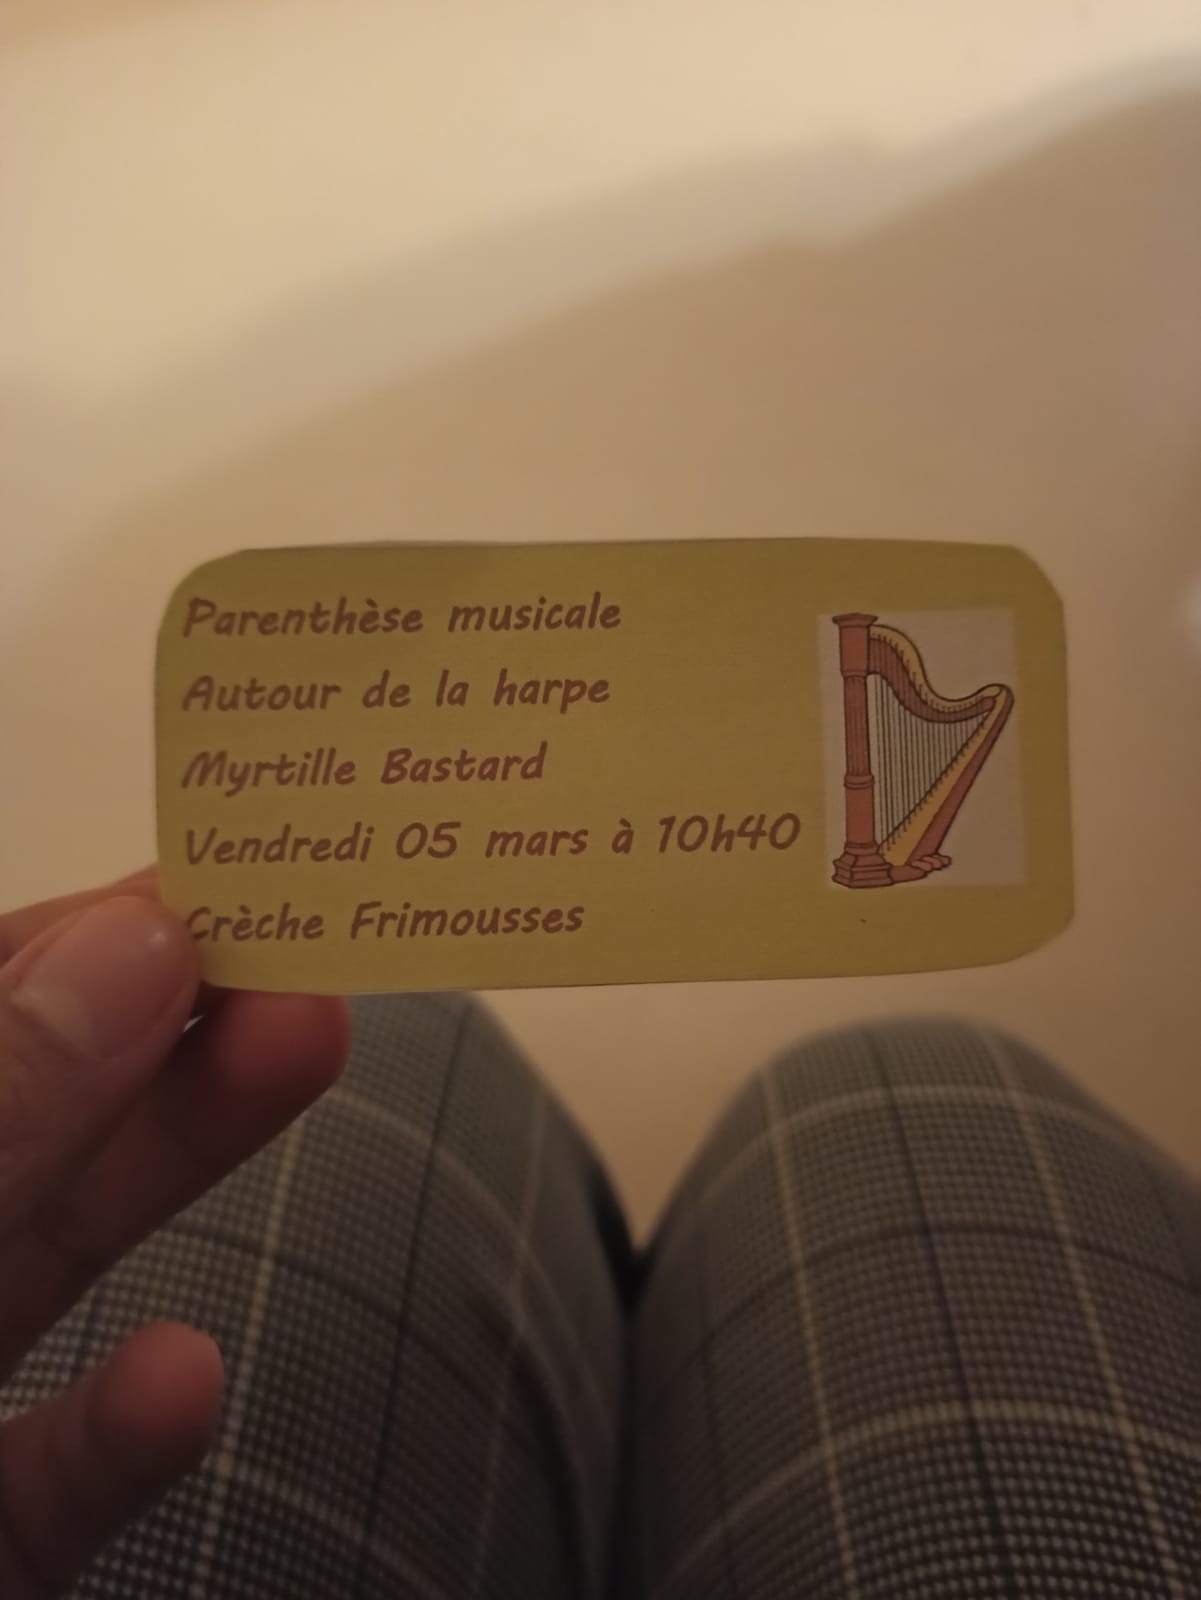 Parenthèse musicale
Autour de la harpe
Myrtille Bastard
Vendredi 05 mars à 10h40
Crèche Frimousses